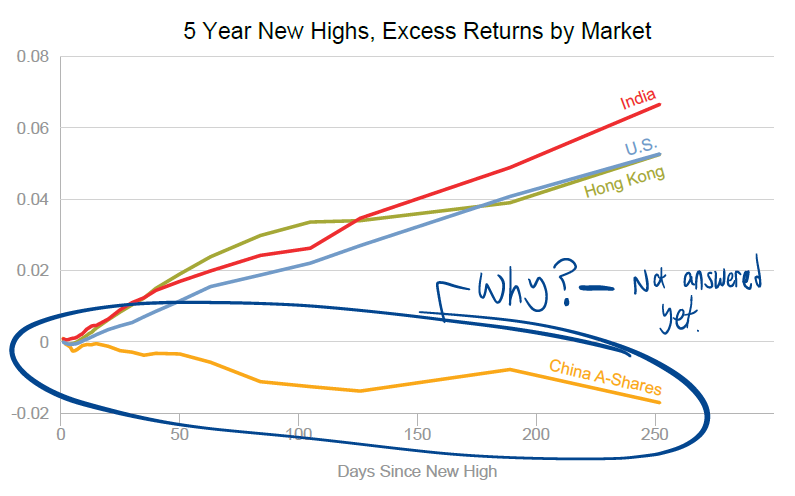 5 Year New Highs, Excess Returns by Market
0.08
0.06
0.04
0.02
0
-0.02
India
U.S.
Hong Kong
Why? — Not answered
yet.
China A-Shares
0 50 100 150 200 250
Days Since New High